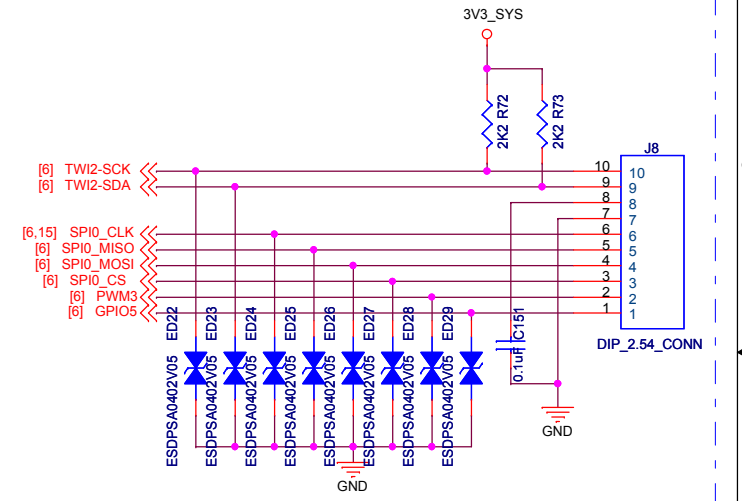 3V3_SYS
2K2 R72
2K2 R73
J8
[6] TWI2-SCK
10
10
[6] TWI2-SDA
9
9
8
8
7
7
[6,15] SPI0_CLK
6
6
[6] SPI0_MISO
5
5
[6] SPI0_MOSI
4
4
[6] SPI0_CS
3
3
[6] PWM3
2
2
[6] GPIO5
1
1
DIP_2.54_CONN
ESDPSA0402V05 ED22
ESDPSA0402V05 ED23
ESDPSA0402V05 ED24
ESDPSA0402V05 ED25
ESDPSA0402V05 ED26
ESDPSA0402V05 ED27
ESDPSA0402V05 ED28
ESDPSA0402V05 ED29
0.1uF C151
GND
GND